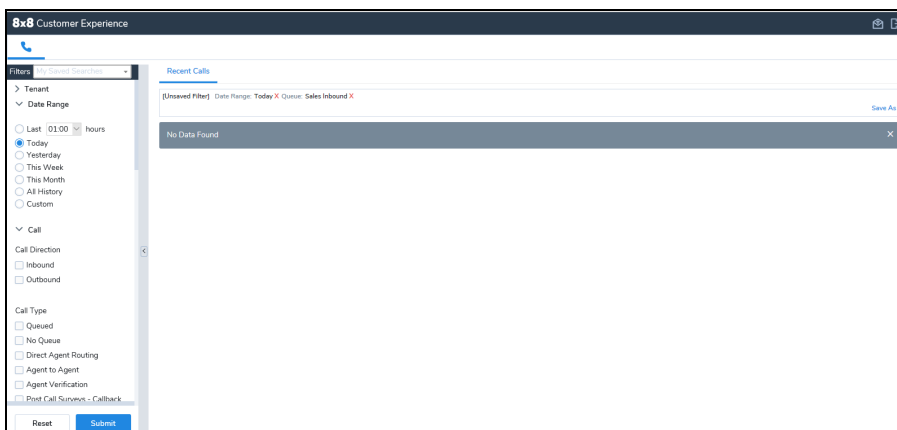 8x8 Customer Experience
Filters My Saved Searches
Recent Calls
Tenant
[Unsaved Filter] Date Range: Today X Queue: Sales Inbound X
Date Range
Save As
Last 01:00 hours
No Data Found X
Today
Yesterday
This Week
This Month
All History
Custom
Call
Call Direction
<
Inbound
Outbound
Call Type
Queued
No Queue
Direct Agent Routing
Agent to Agent
Agent Verification
Post Call Surveys - Callback
Reset Submit